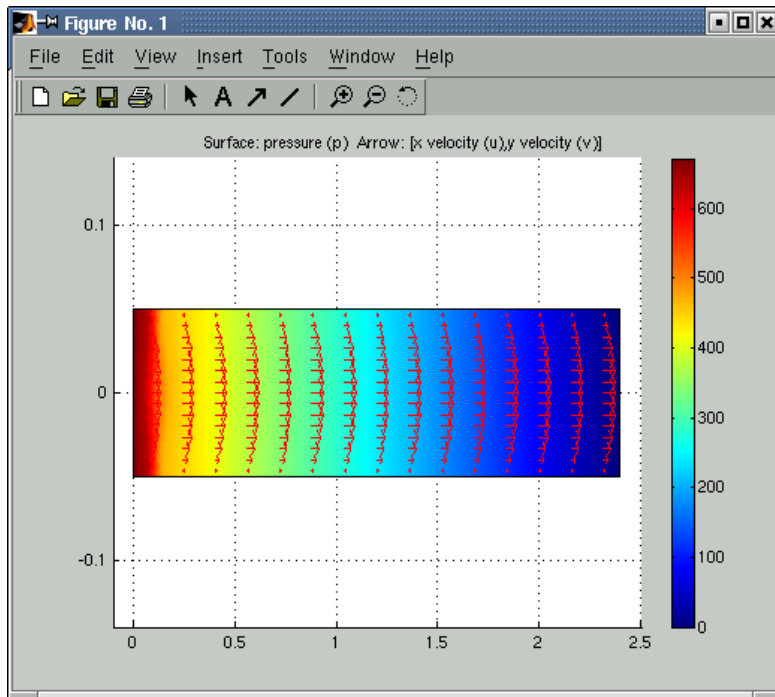 Figure No. 1
File Edit View Insert Tools Window Help
A
Surface: pressure (p) Arrow: [x velocity (u),y velocity (v)]
0.1
0
-0.1
0 0.5 1 1.5 2 2.5
600
500
400
300
200
100
0